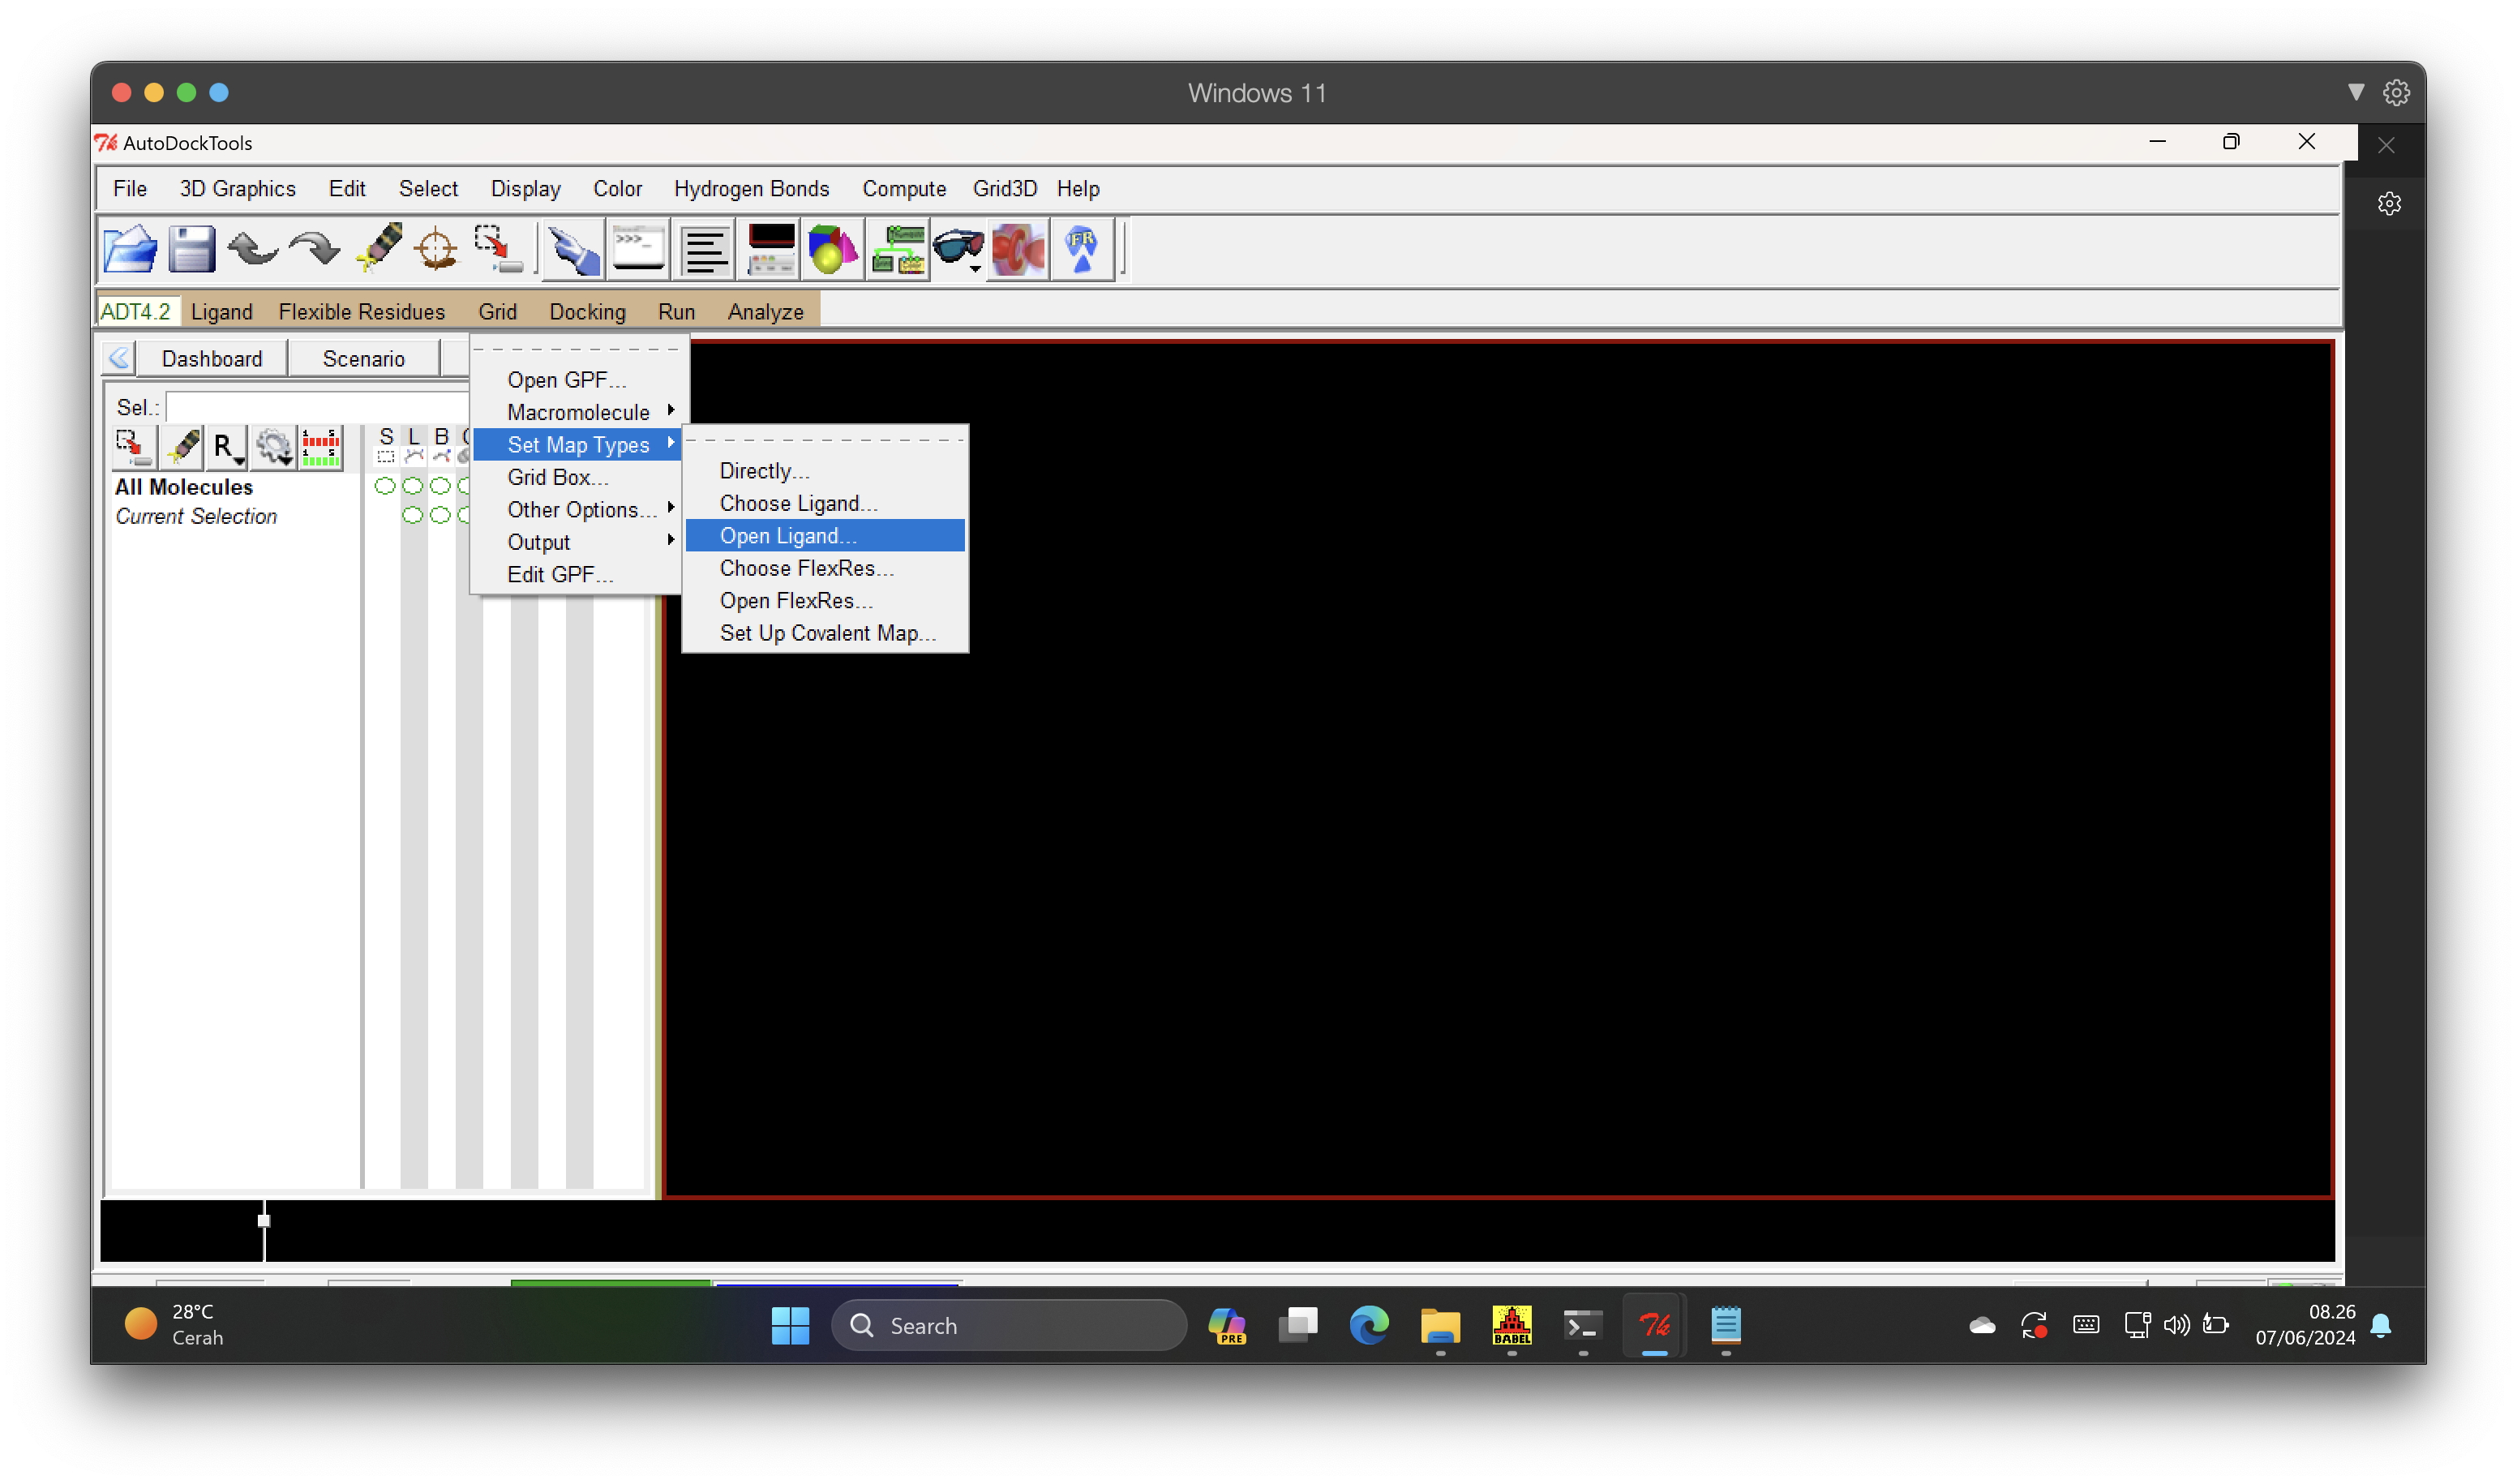 Windows 11
AutoDockTools
File 3D Graphics Edit Select Display Color Hydrogen Bonds Compute Grid3D Help
>>>_
FR
ADT4.2 Ligand Flexible Residues Grid Docking Run Analyze
Dashboard Scenario
Sel.:
R
S L B
All Molecules
Current Selection
Open GPF...
Macromolecule
Set Map Types
Grid Box...
Other Options...
Output
Edit GPF...
Directly...
Choose Ligand...
Open Ligand...
Choose FlexRes...
Open FlexRes...
Set Up Covalent Map...
28°C
Cerah
Search
PRE
BABEL
08.26
07/06/2024